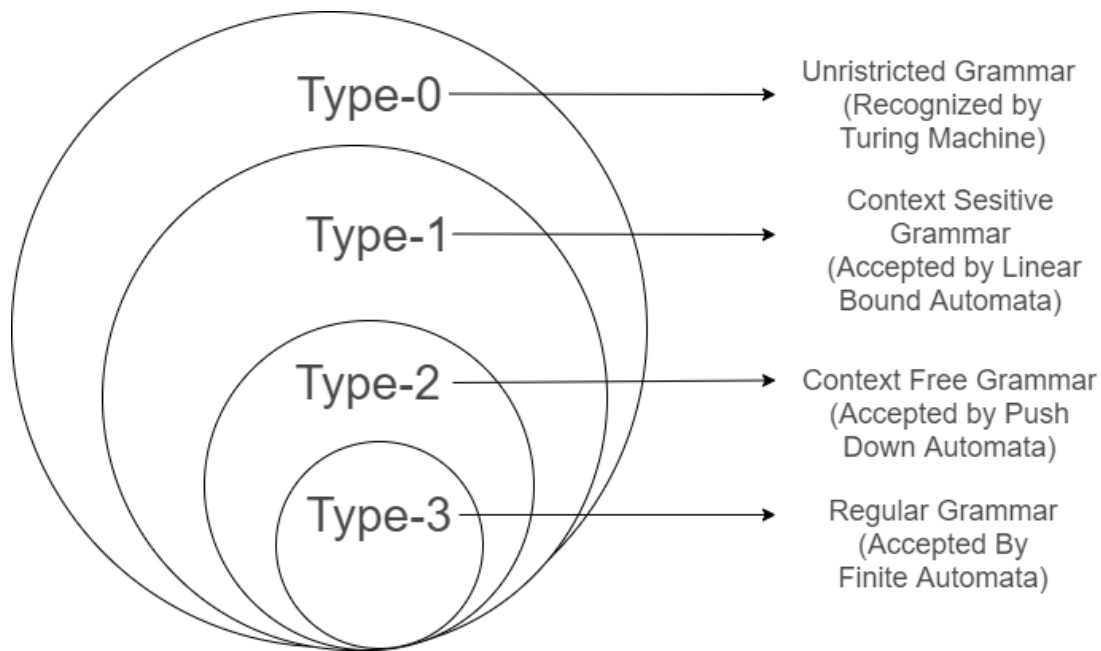 Type-0
Unristricted Grammar
(Recognized by
Turing Machine)
Type-1
Context Sesitive
Grammar
(Accepted by Linear
Bound Automata)
Type-2
Context Free Grammar
(Accepted by Push
Down Automata)
Type-3
Regular Grammar
(Accepted By
Finite Automata)